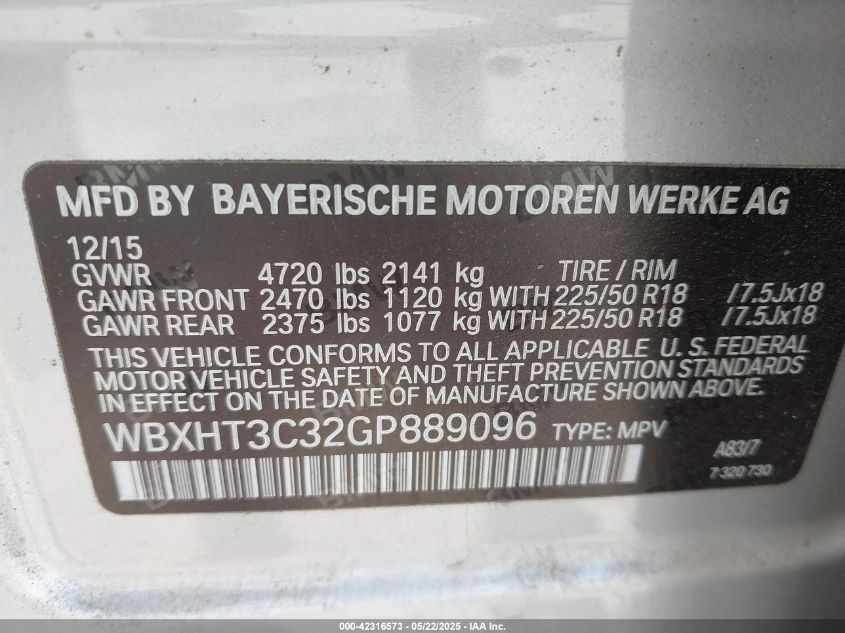 MFD BY BAYERISCHE MOTOREN WERKE AG
12/15
GVWR 4720 lbs 2141 kg TIRE / RIM
GAWR FRONT 2470 lbs 1120 kg WITH 225/50 R18 /7.5Jx18
GAWR REAR 2375 lbs 1077 kg WITH 225/50 R18 /7.5Jx18
THIS VEHICLE CONFORMS TO ALL APPLICABLE U. S. FEDERAL
MOTOR VEHICLE SAFETY AND THEFT PREVENTION STANDARDS
IN EFFECT ON THE DATE OF MANUFACTURE SHOWN ABOVE.
WBXHT3C32GP889096 TYPE: MPV
A83/7
7 320 730
000-42316573 - 05/22/2025 - IAA Inc.